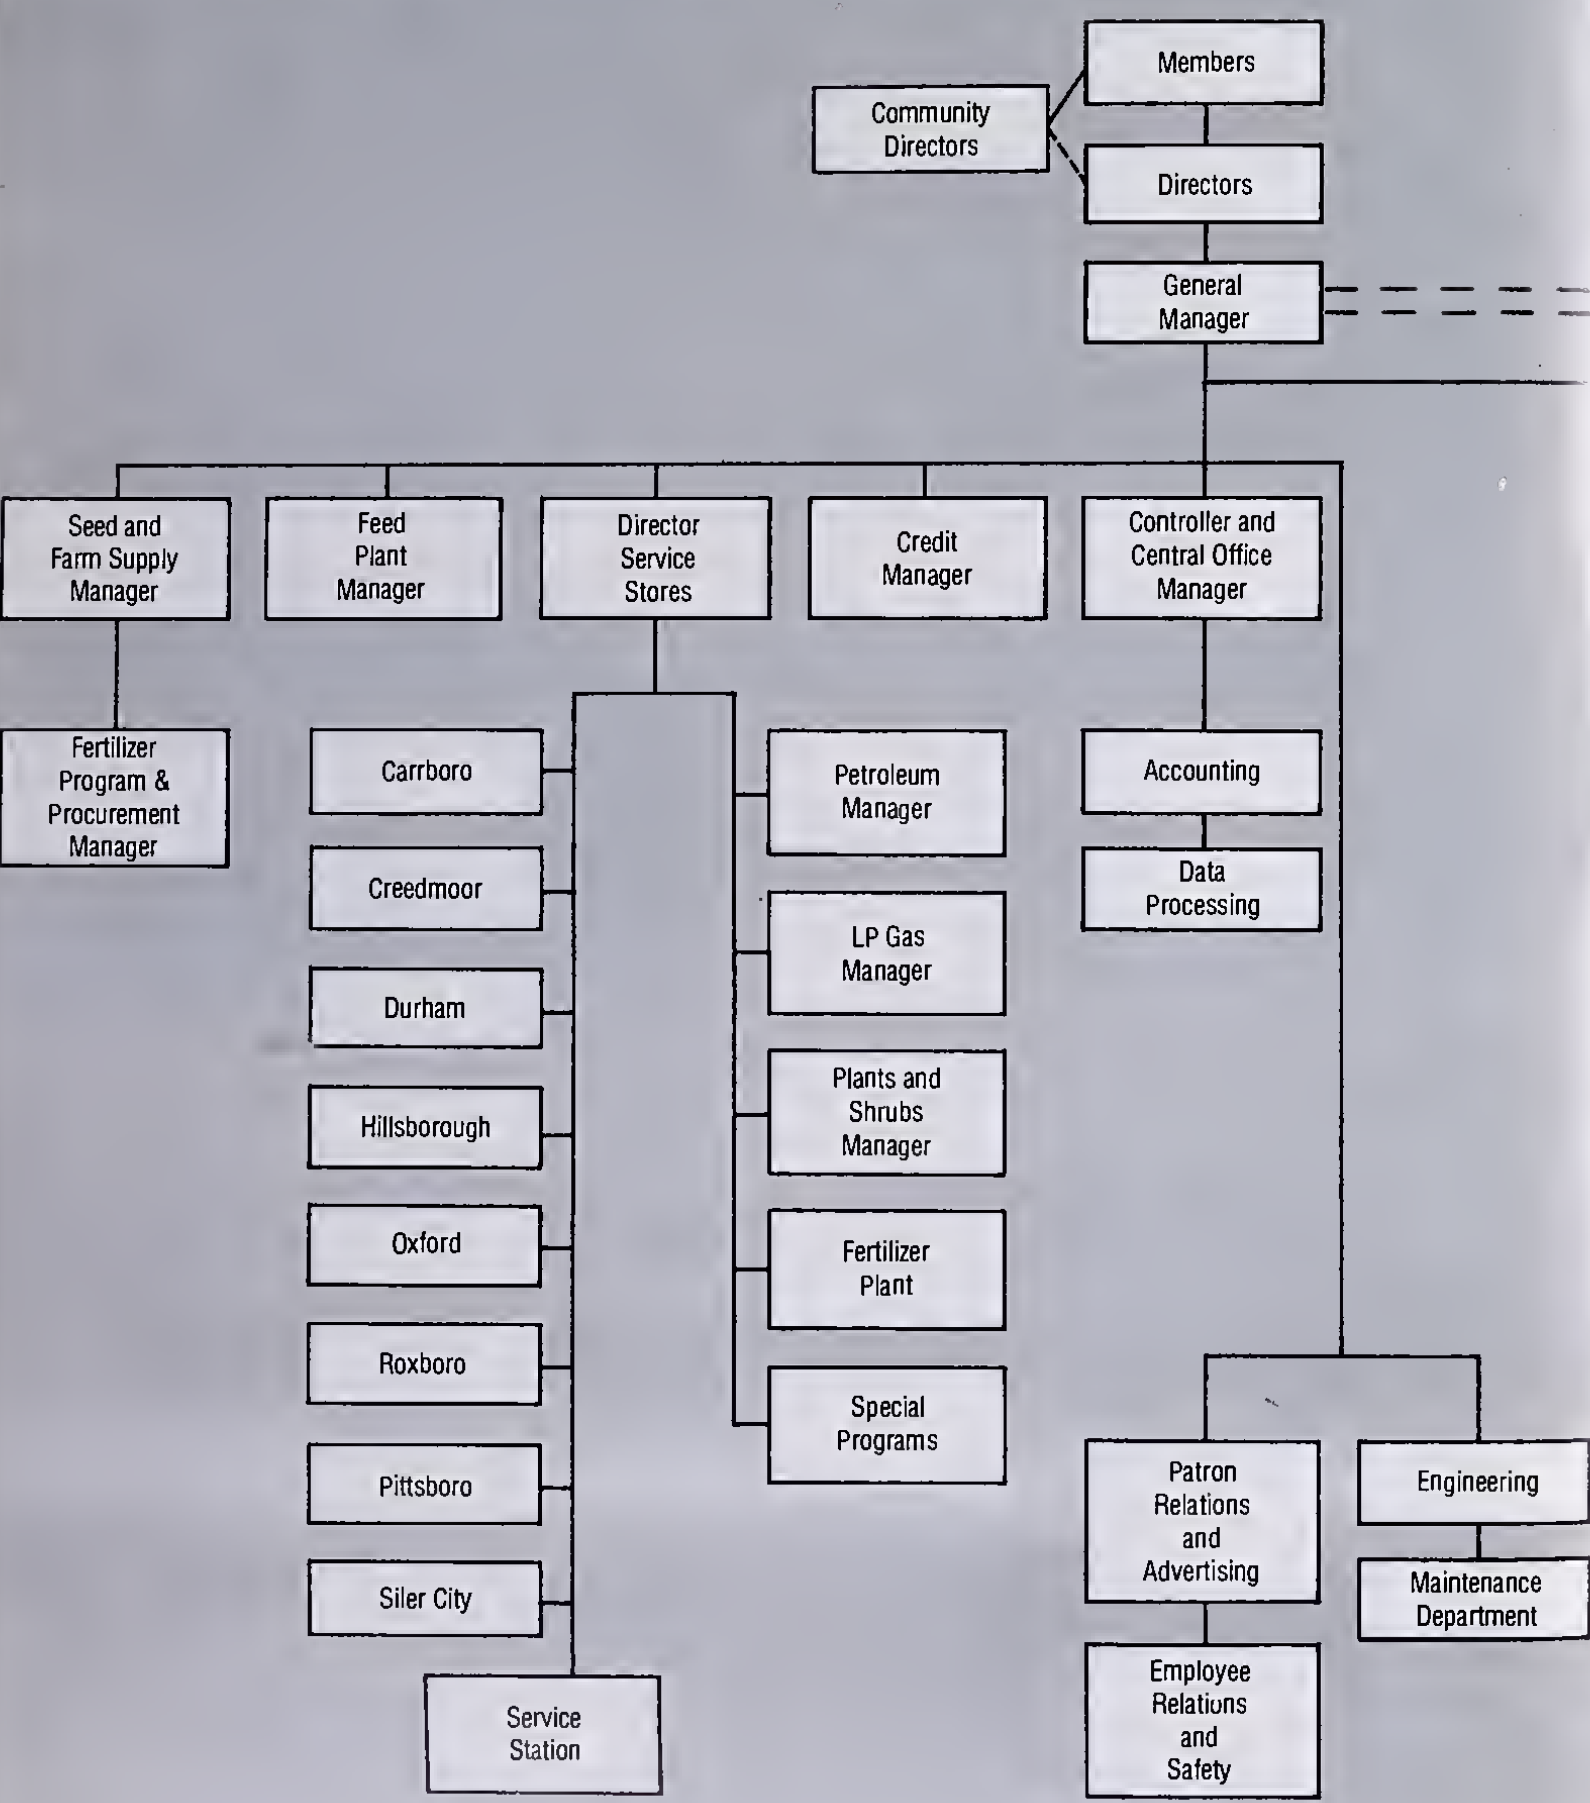 Members
Community
Directors
Directors
General
Manager
Seed and
Farm Supply
Manager
Feed
Plant
Manager
Director
Service
Stores
Credit
Manager
Controller and
Central Office
Manager
Fertilizer
Program &
Procurement
Manager
Carrboro
Creedmoor
Durham
Hillsborough
Oxford
Roxboro
Pittsboro
Siler City
Service
Station
Petroleum
Manager
LP Gas
Manager
Plants and
Shrubs
Manager
Fertilizer
Plant
Special
Programs
Accounting
Data
Processing
Patron
Relations
and
Advertising
Employee
Relations
and
Safety
Engineering
Maintenance
Department